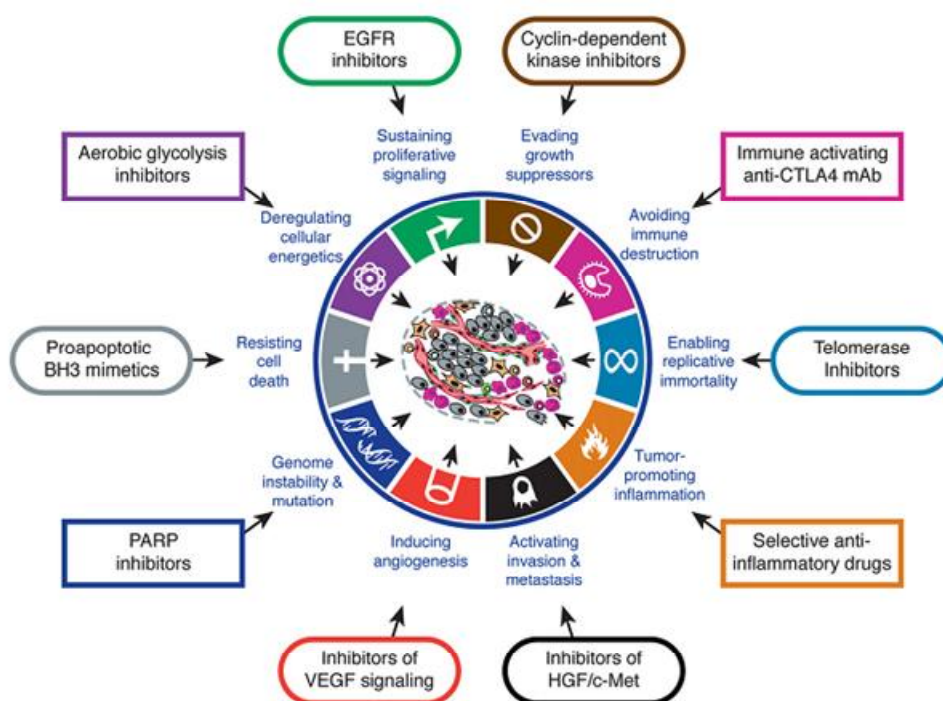 EGFR
inhibitors
Cyclin-dependent
kinase inhibitors
Sustaining
proliferative
signaling
Evading
growth
suppressors
Aerobic glycolysis
inhibitors
Immune activating
anti-CTLA4 mAb
Deregulating
cellular
energetics
Avoiding
immune
destruction
Proapoptotic
BH3 mimetics
Resisting
cell
death
Enabling
replicative
immortality
Telomerase
Inhibitors
Genome
instability &
mutation
Tumor-
promoting
inflammation
PARP
inhibitors
Inducing
angiogenesis
Activating
invasion &
metastasis
Selective anti-
inflammatory drugs
Inhibitors of
VEGF signaling
Inhibitors of
HGF/c-Met